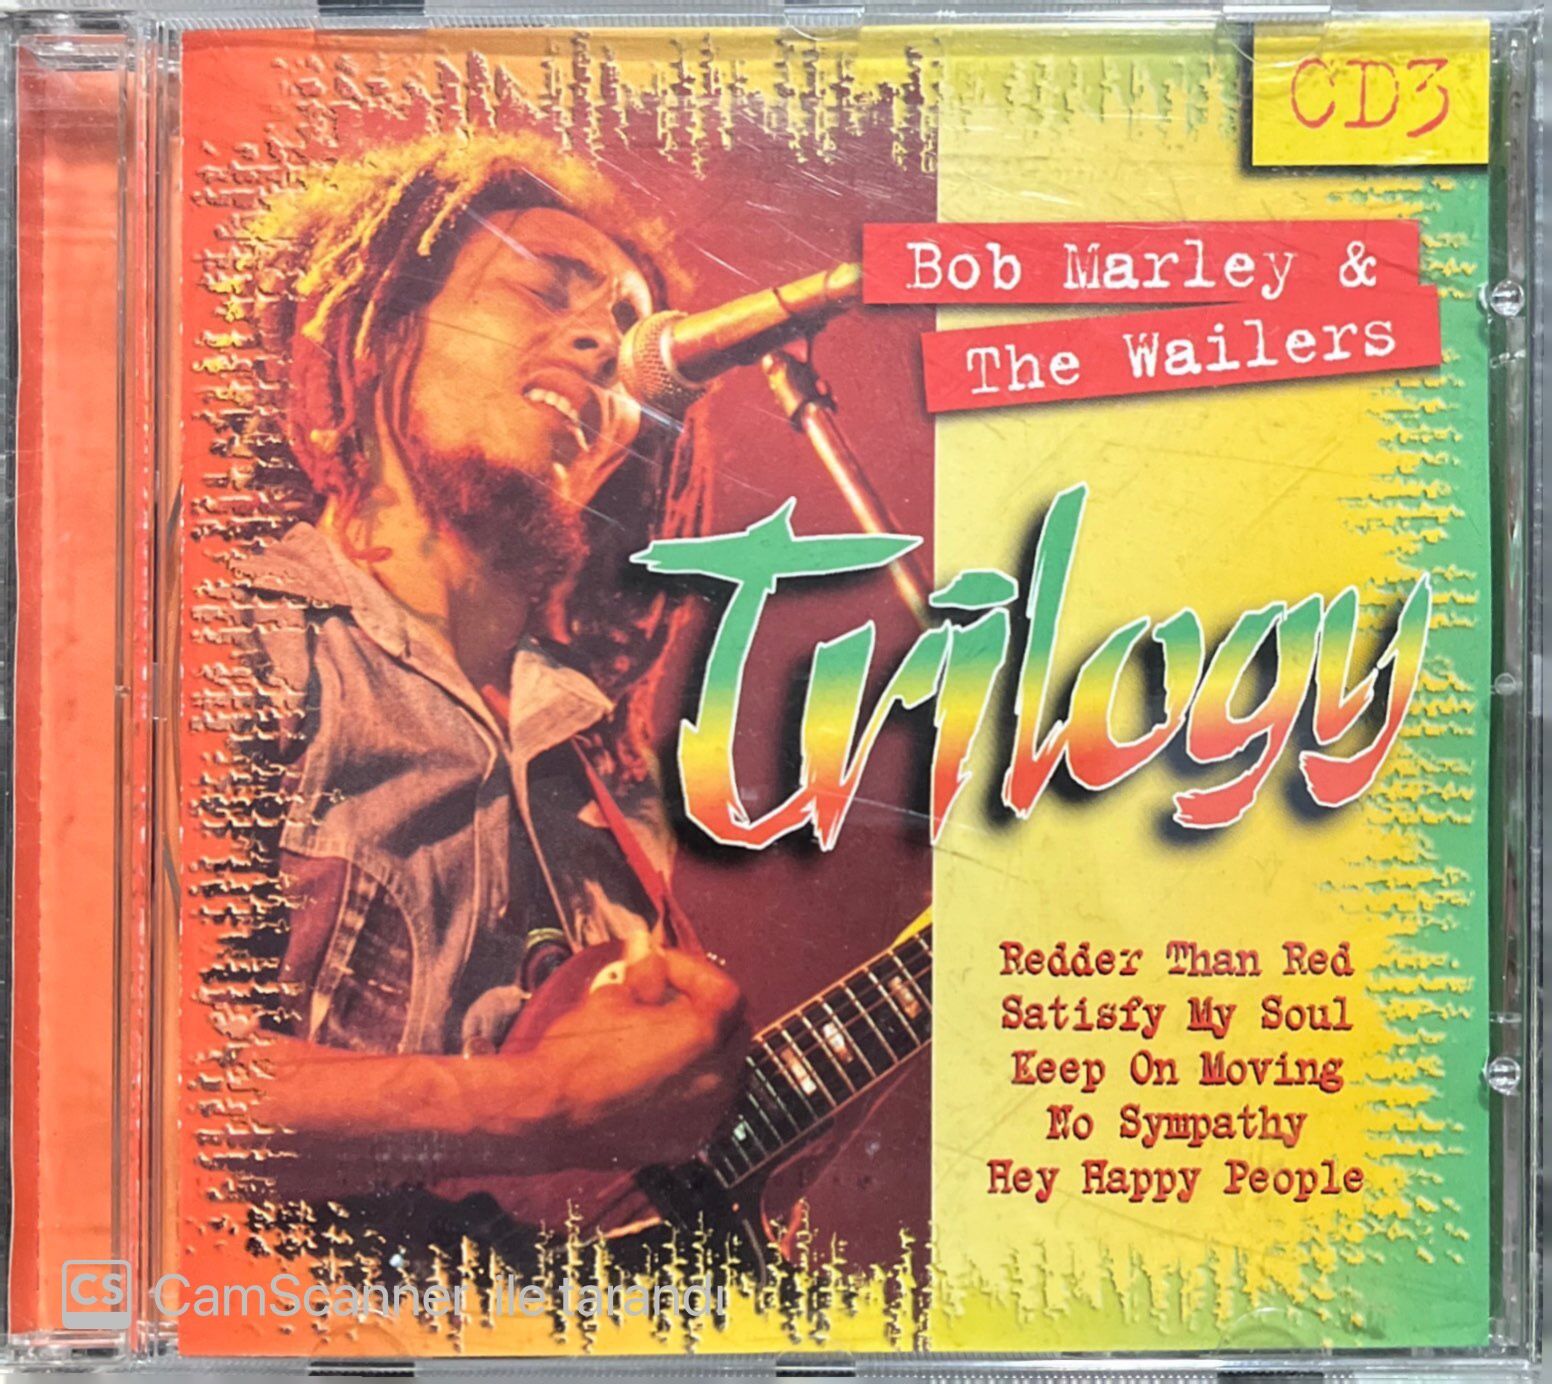 CD3
Bob Marley &
The Wailers
Trilogy
Redder Than Red
Satisfy My Soul
Keep On Moving
No Sympathy
Hey Happy People
CS CamScanner ile tarandı